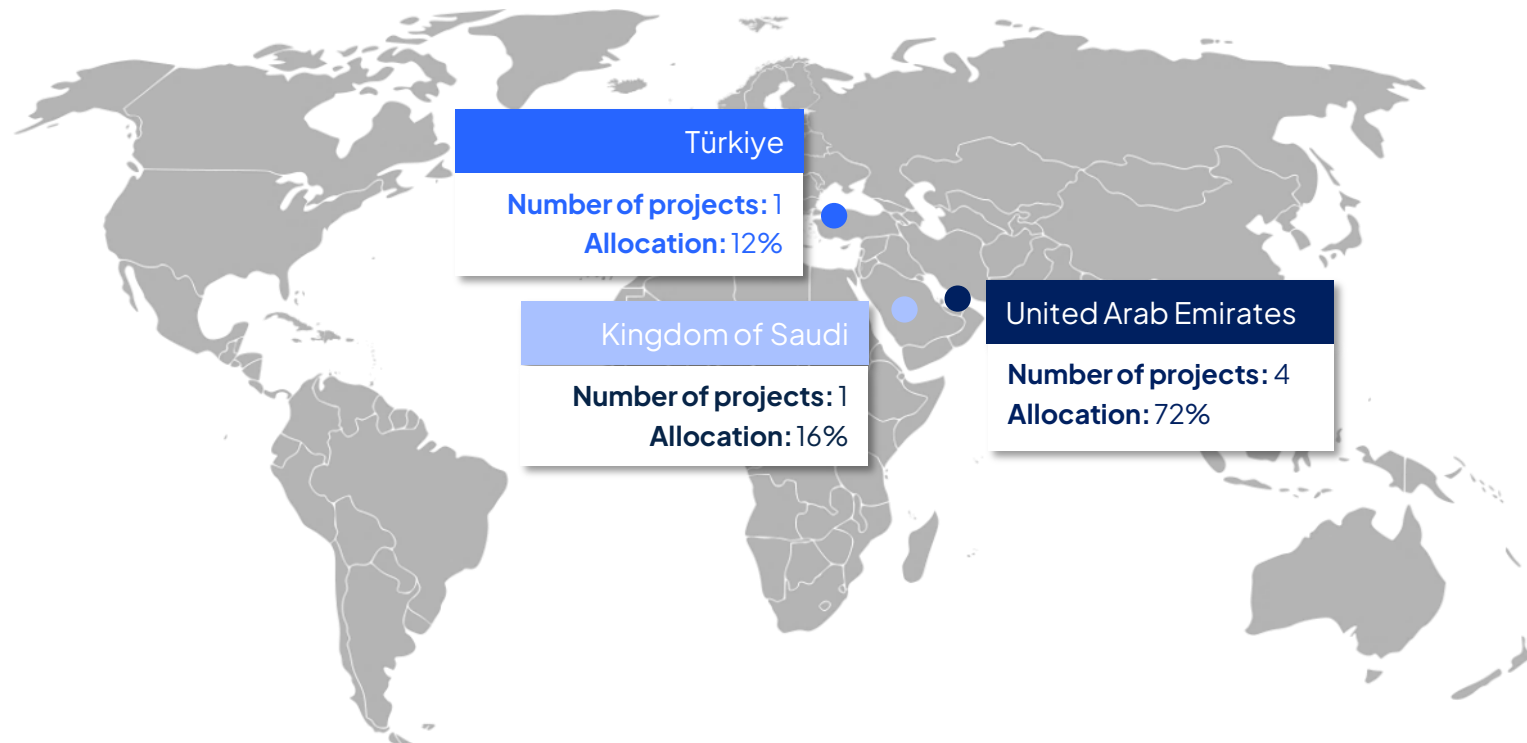 Türkiye
Number of projects: 1
Allocation: 12%
Kingdom of Saudi
Number of projects: 1
Allocation: 16%
United Arab Emirates
Number of projects: 4
Allocation: 72%